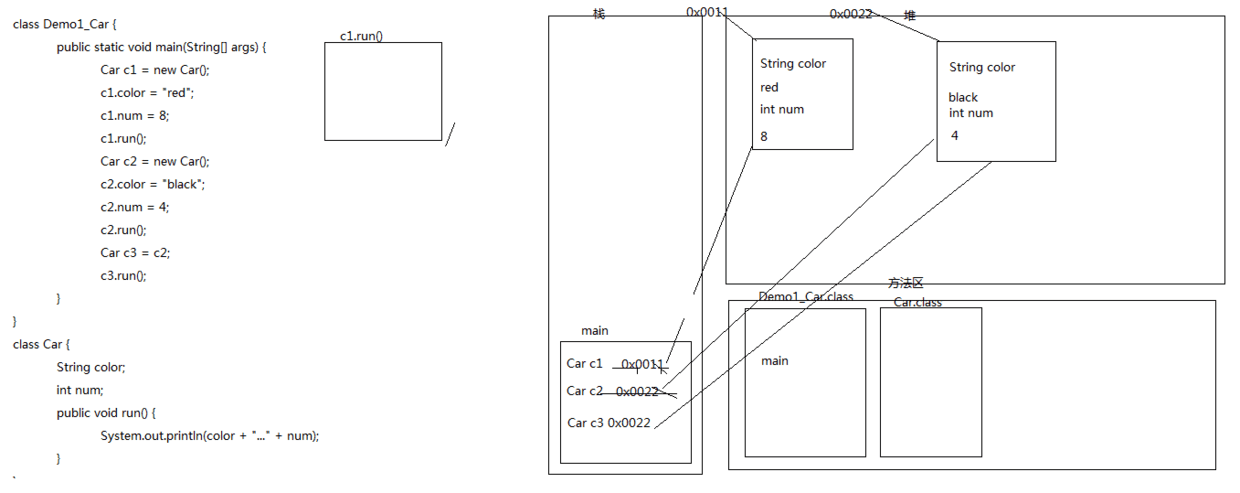 class Demo1_Car {
public static void main(String[] args) {
Car c1 = new Car();
c1.color = "red";
c1.num = 8;
c1.run();
Car c2 = new Car();
c2.color = "black";
c2.num = 4;
c2.run();
Car c3 = c2;
c3.run();
}
}
class Car {
String color;
int num;
public void run() {
System.out.println(color + "..." + num);
}
c1.run()
栈
0x0011
0x0022
堆
String color
red
int num
8
String color
black
int num
4
main
Car c1 0x0011
Car c2 0x0022
Car c3 0x0022
方法区
Demo1_Car.class
main
Car.class